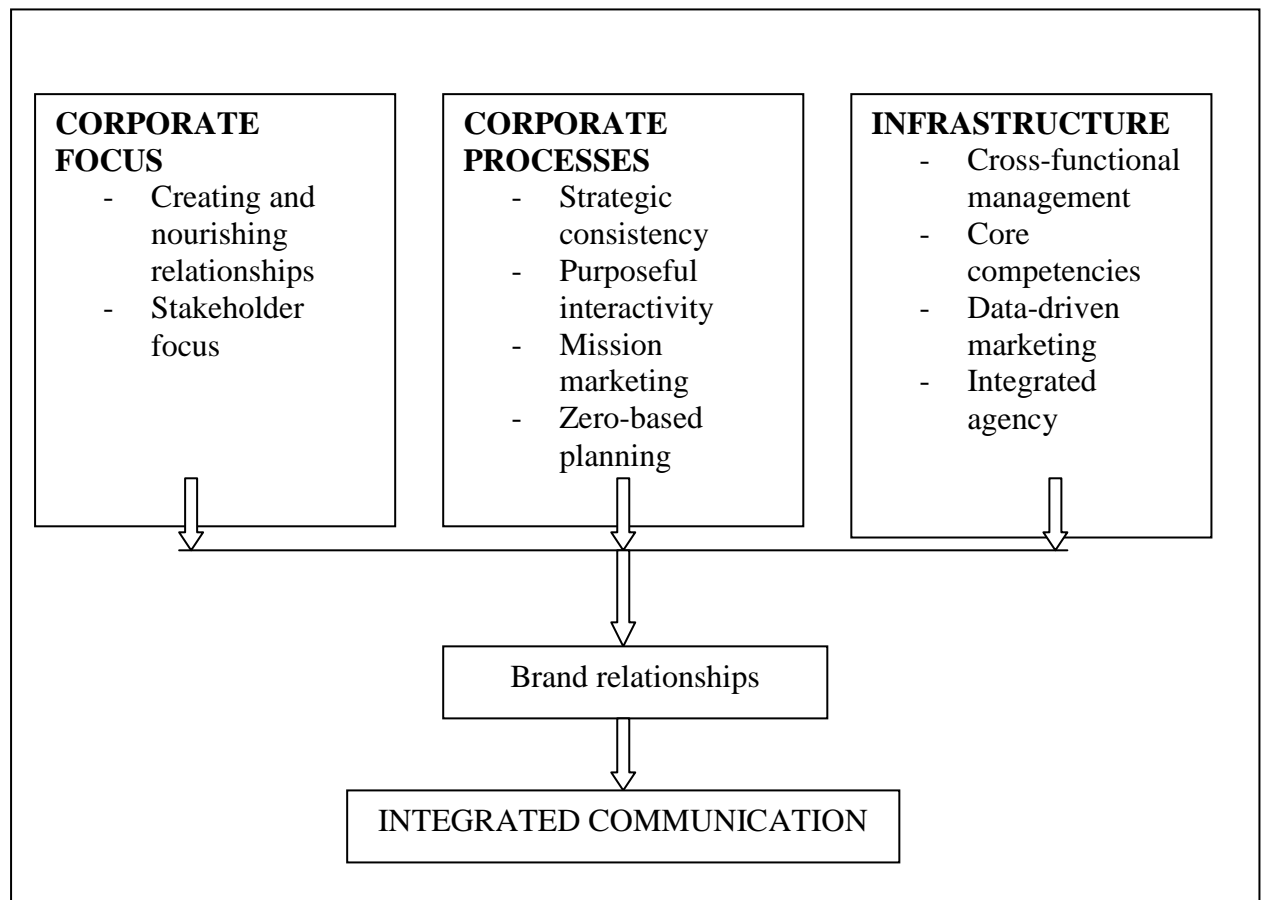 CORPORATE
FOCUS
- Creating and
nourishing
relationships
- Stakeholder
focus
CORPORATE
PROCESSES
- Strategic
consistency
- Purposeful
interactivity
- Mission
marketing
- Zero-based
planning
INFRASTRUCTURE
- Cross-functional
management
- Core
competencies
- Data-driven
marketing
- Integrated
agency
Brand relationships
INTEGRATED COMMUNICATION